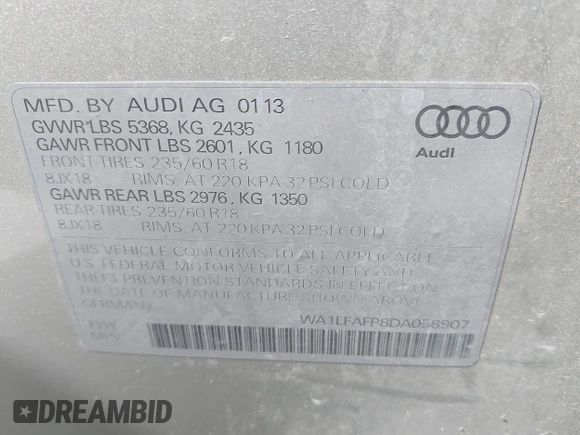 MFD. BY AUDI AG 01 13
GVWR LBS 5368, KG 2435
GAWR FRONT LBS 2601, KG 1180
FRONT TIRES 235/60 R18
8JX18 RIMS, AT 220 KPA 32 PSI COLD
GAWR REAR LBS 2976, KG 1350
REAR TIRES 235/60 R18
8JX18 RIMS, AT 220 KPA 32 PSI COLD
Audi
THIS VEHICLE CONFORMS TO ALL APPLICABLE
U.S. FEDERAL MOTOR VEHICLE SAFETY AND
THEFT PREVENTION STANDARDS IN EFFECT ON
THE DATE OF MANUFACTURE SHOWN ABOVE
GERMANY
WA1LFAFP8DA058907
TYPE
DREAMBID